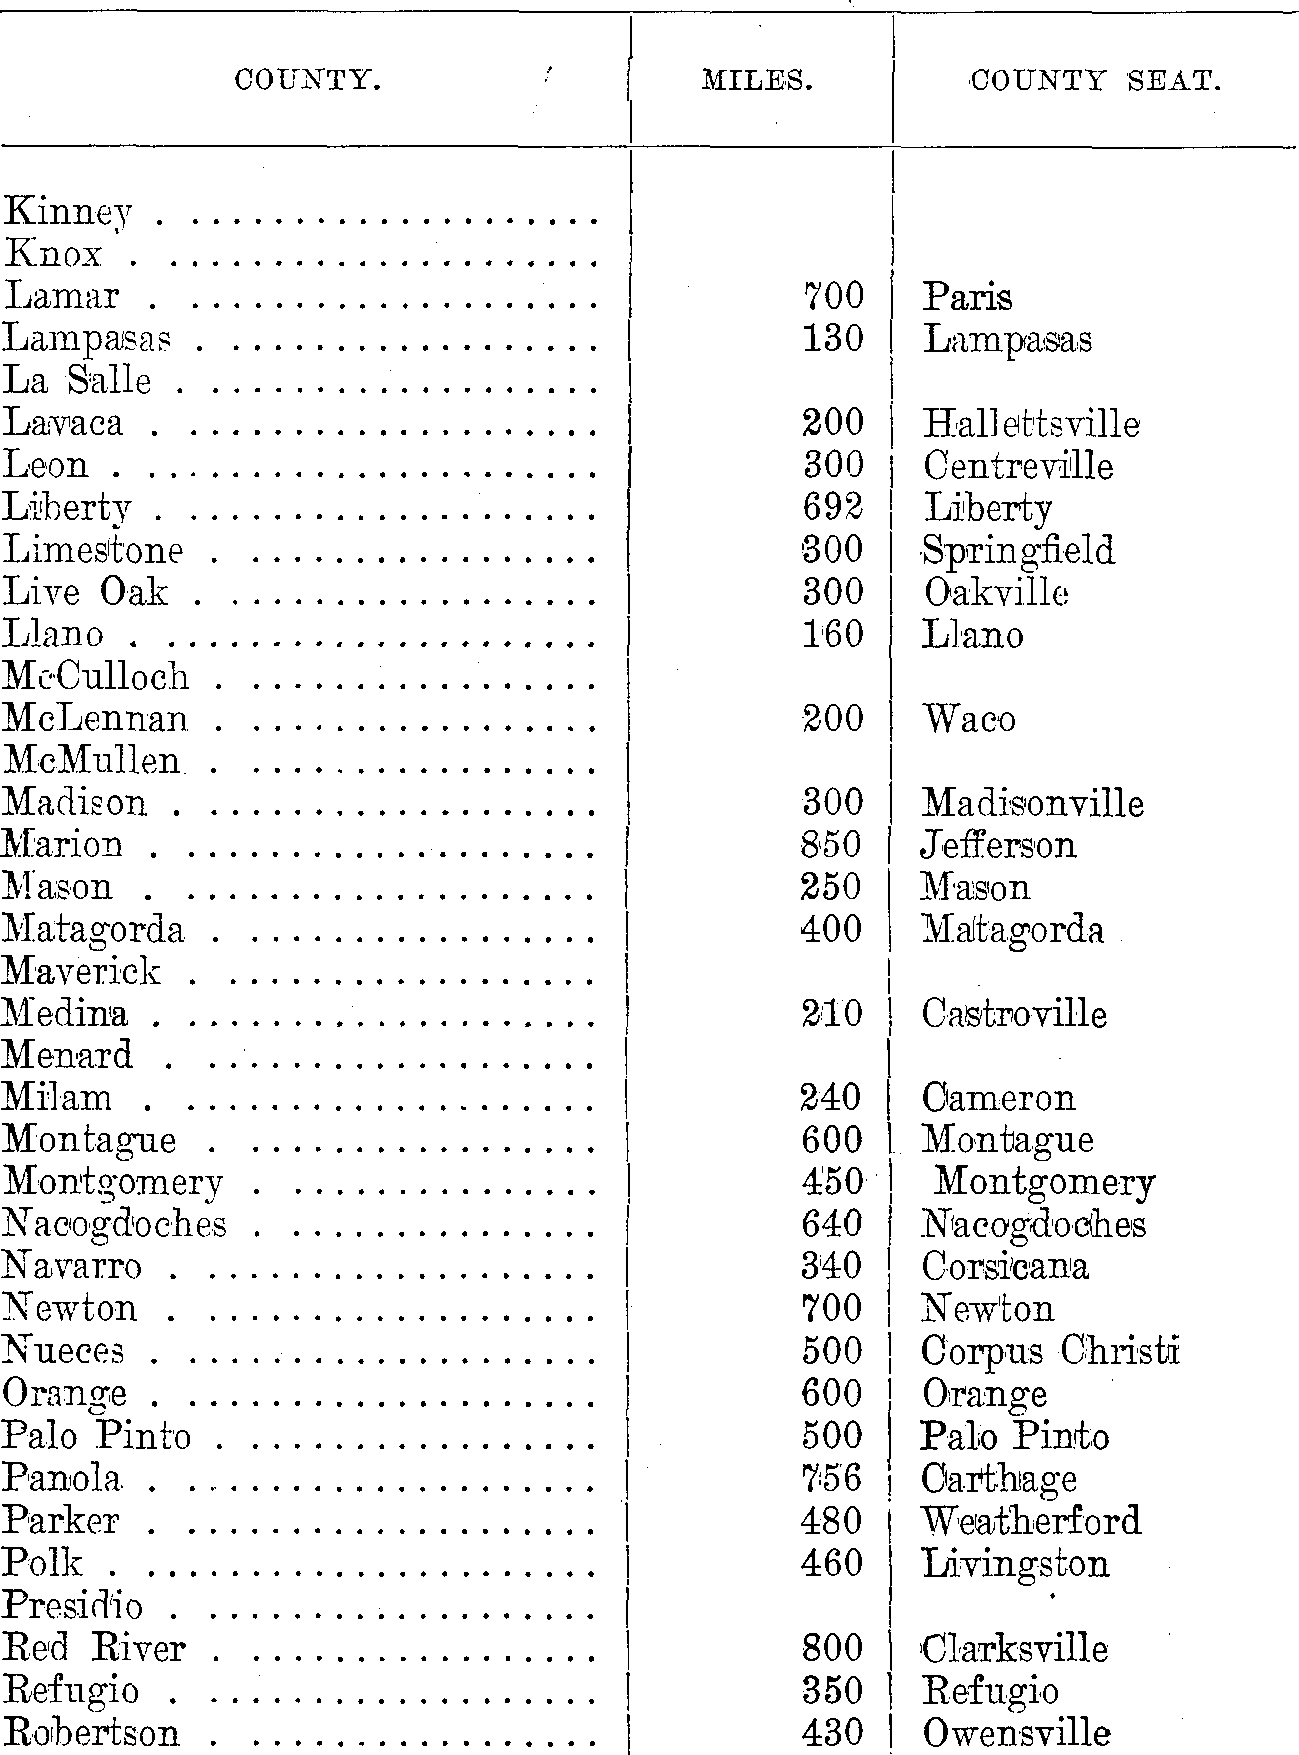 COUNTY. MILES. COUNTY SEAT.
Kinney . . . . . . . . . . . . . . . . . . . . .
Knox . . . . . . . . . . . . . . . . . . . . . .
Lamar . . . . . . . . . . . . . . . . . . . . . 700 Paris
Lampasas . . . . . . . . . . . . . . . . . . . 130 Lampasas
La Salle . . . . . . . . . . . . . . . . . . . .
Lavaca . . . . . . . . . . . . . . . . . . . . . 200 Hallettsville
Leon . . . . . . . . . . . . . . . . . . . . . . . 300 Centreville
Liberty . . . . . . . . . . . . . . . . . . . . . 692 Liberty
Limestone . . . . . . . . . . . . . . . . . . 300 Springfield
Live Oak . . . . . . . . . . . . . . . . . . . 300 Oakville
Llano . . . . . . . . . . . . . . . . . . . . . . 160 Llano
McCulloch . . . . . . . . . . . . . . . . . .
McLennan . . . . . . . . . . . . . . . . . . 200 Waco
McMullen . . . . . . . . . . . . . . . . . .
Madison . . . . . . . . . . . . . . . . . . . . 300 Madisonville
Marion . . . . . . . . . . . . . . . . . . . . . 850 Jefferson
Mason . . . . . . . . . . . . . . . . . . . . . 250 Mason
Matagorda . . . . . . . . . . . . . . . . . . 400 Matagorda
Maverick . . . . . . . . . . . . . . . . . . .
Medina . . . . . . . . . . . . . . . . . . . . . 210 Castroville
Menard . . . . . . . . . . . . . . . . . . . .
Milam . . . . . . . . . . . . . . . . . . . . . 240 Cameron
Montague . . . . . . . . . . . . . . . . . . 600 Montague
Montgomery . . . . . . . . . . . . . . . . 450 Montgomery
Nacogdoches . . . . . . . . . . . . . . . . 640 Nacogdoches
Navarro . . . . . . . . . . . . . . . . . . . . 340 Corsicana
Newton . . . . . . . . . . . . . . . . . . . . 700 Newton
Nueces . . . . . . . . . . . . . . . . . . . . . 500 Corpus Christi
Orange . . . . . . . . . . . . . . . . . . . . . 600 Orange
Palo Pinto . . . . . . . . . . . . . . . . . . 500 Palo Pinto
Panola . . . . . . . . . . . . . . . . . . . . . 756 Carthage
Parker . . . . . . . . . . . . . . . . . . . . . 480 Weatherford
Polk . . . . . . . . . . . . . . . . . . . . . . . 460 Livingston
Presidio . . . . . . . . . . . . . . . . . . . .
Red River . . . . . . . . . . . . . . . . . . 800 Clarksville
Refugio . . . . . . . . . . . . . . . . . . . . 350 Refugio
Robertson . . . . . . . . . . . . . . . . . . 430 Owensville